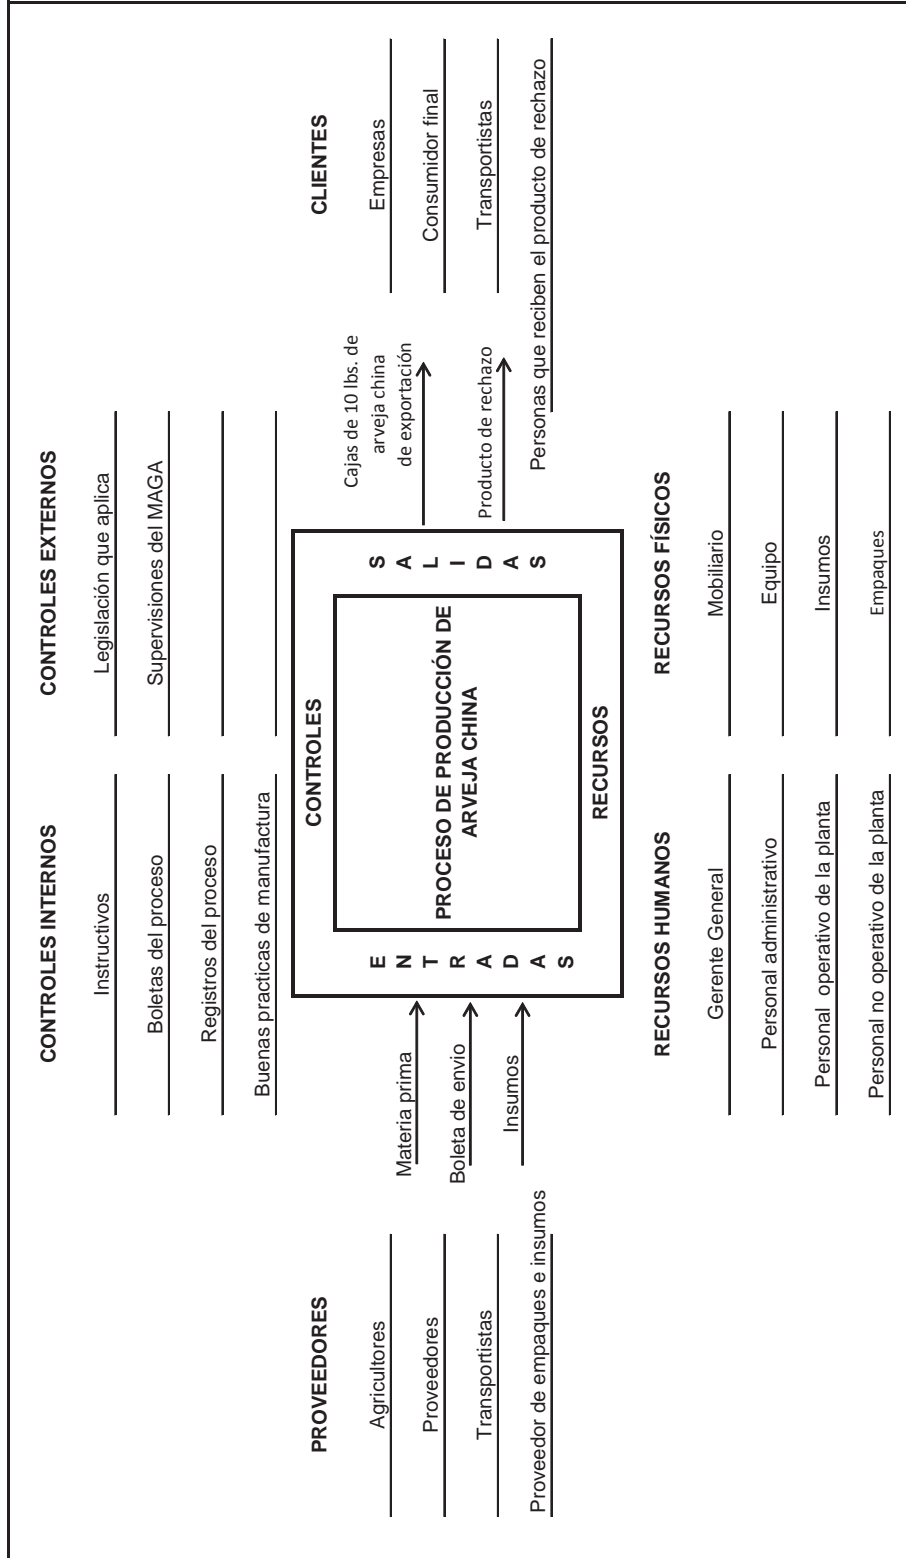 CONTROLES INTERNOS
Instructivos
Boletas del proceso
Registros del proceso
Buenas practicas de manufactura
CONTROLES EXTERNOS
Legislación que aplica
Supervisiones del MAGA
PROVEEDORES
Agricultores
Proveedores
Transportistas
Proveedor de empaques e insumos
Materia prima
Boleta de envio
Insumos
ENTRADAS
CONTROLES
PROCESO DE PRODUCCIÓN DE
ARVEJA CHINA
RECURSOS
SALIDAS
Cajas de 10 lbs. de
arveja china
de exportación
Producto de rechazo
CLIENTES
Empresas
Consumidor final
Transportistas
Personas que reciben el producto de rechazo
RECURSOS HUMANOS
Gerente General
Personal administrativo
Personal operativo de la planta
Personal no operativo de la planta
RECURSOS FÍSICOS
Mobiliario
Equipo
Insumos
Empaques